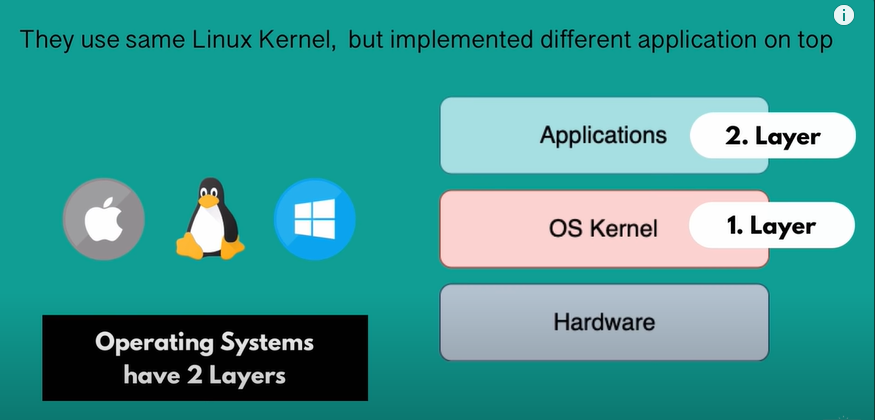 They use same Linux Kernel, but implemented different application on top
Applications
2. Layer
OS Kernel
1. Layer
Hardware
Operating Systems
have 2 Layers